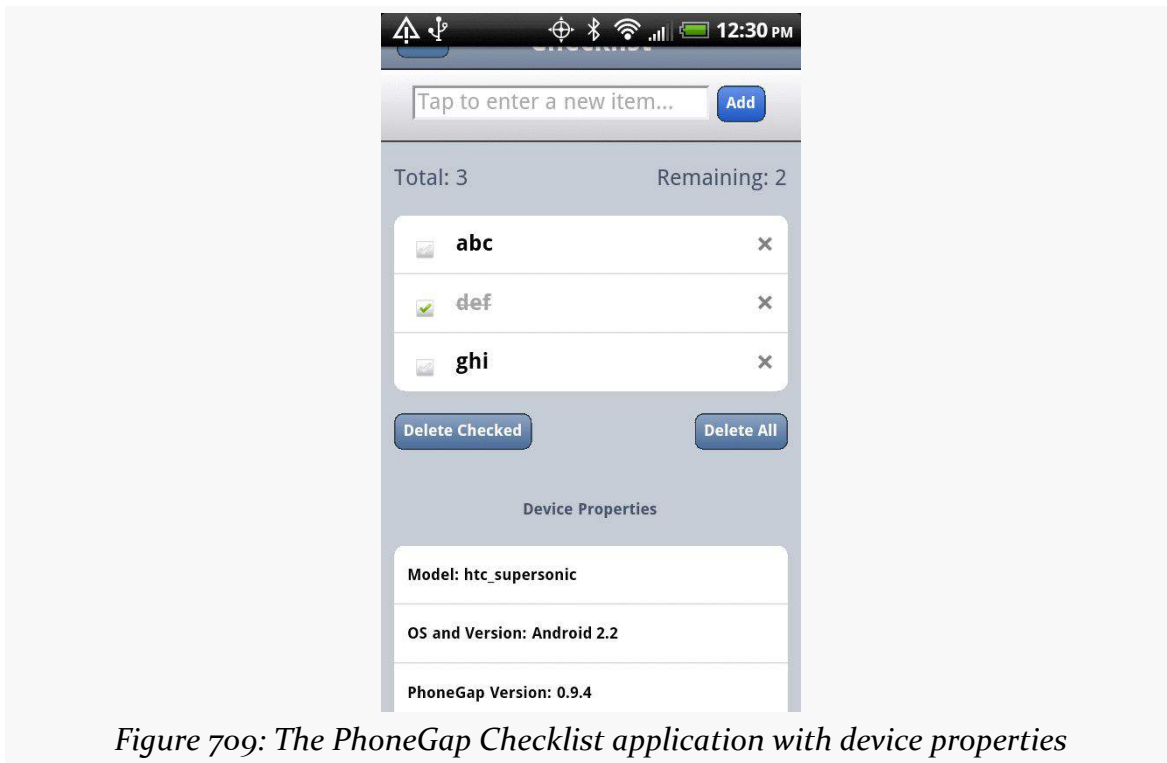 12:30 PM
Checklist
Tap to enter a new item...
Add
Total: 3
Remaining: 2
abc
def
ghi
Delete Checked
Delete All
Device Properties
Model: htc_supersonic
OS and Version: Android 2.2
PhoneGap Version: 0.9.4
Figure 709: The PhoneGap Checklist application with device properties